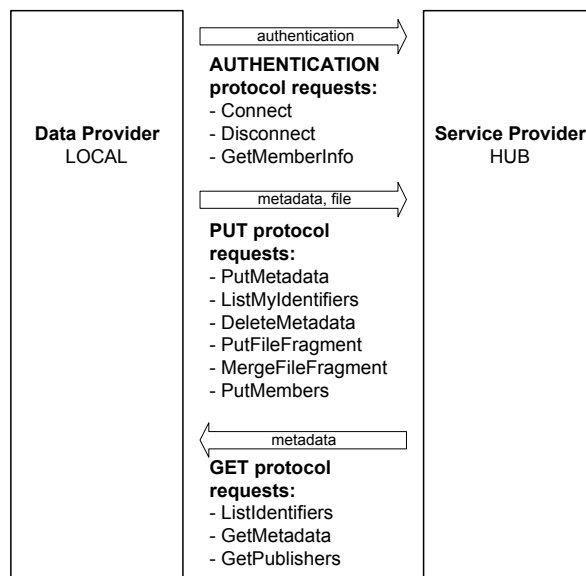 authentication
AUTHENTICATION
protocol requests:
- Connect
- Disconnect
- GetMemberInfo
Data Provider
LOCAL
Service Provider
HUB
metadata, file
PUT protocol
requests:
- PutMetadata
- ListMyIdentifiers
- DeleteMetadata
- PutFileFragment
- MergeFileFragment
- PutMembers
metadata
GET protocol
requests:
- ListIdentifiers
- GetMetadata
- GetPublishers